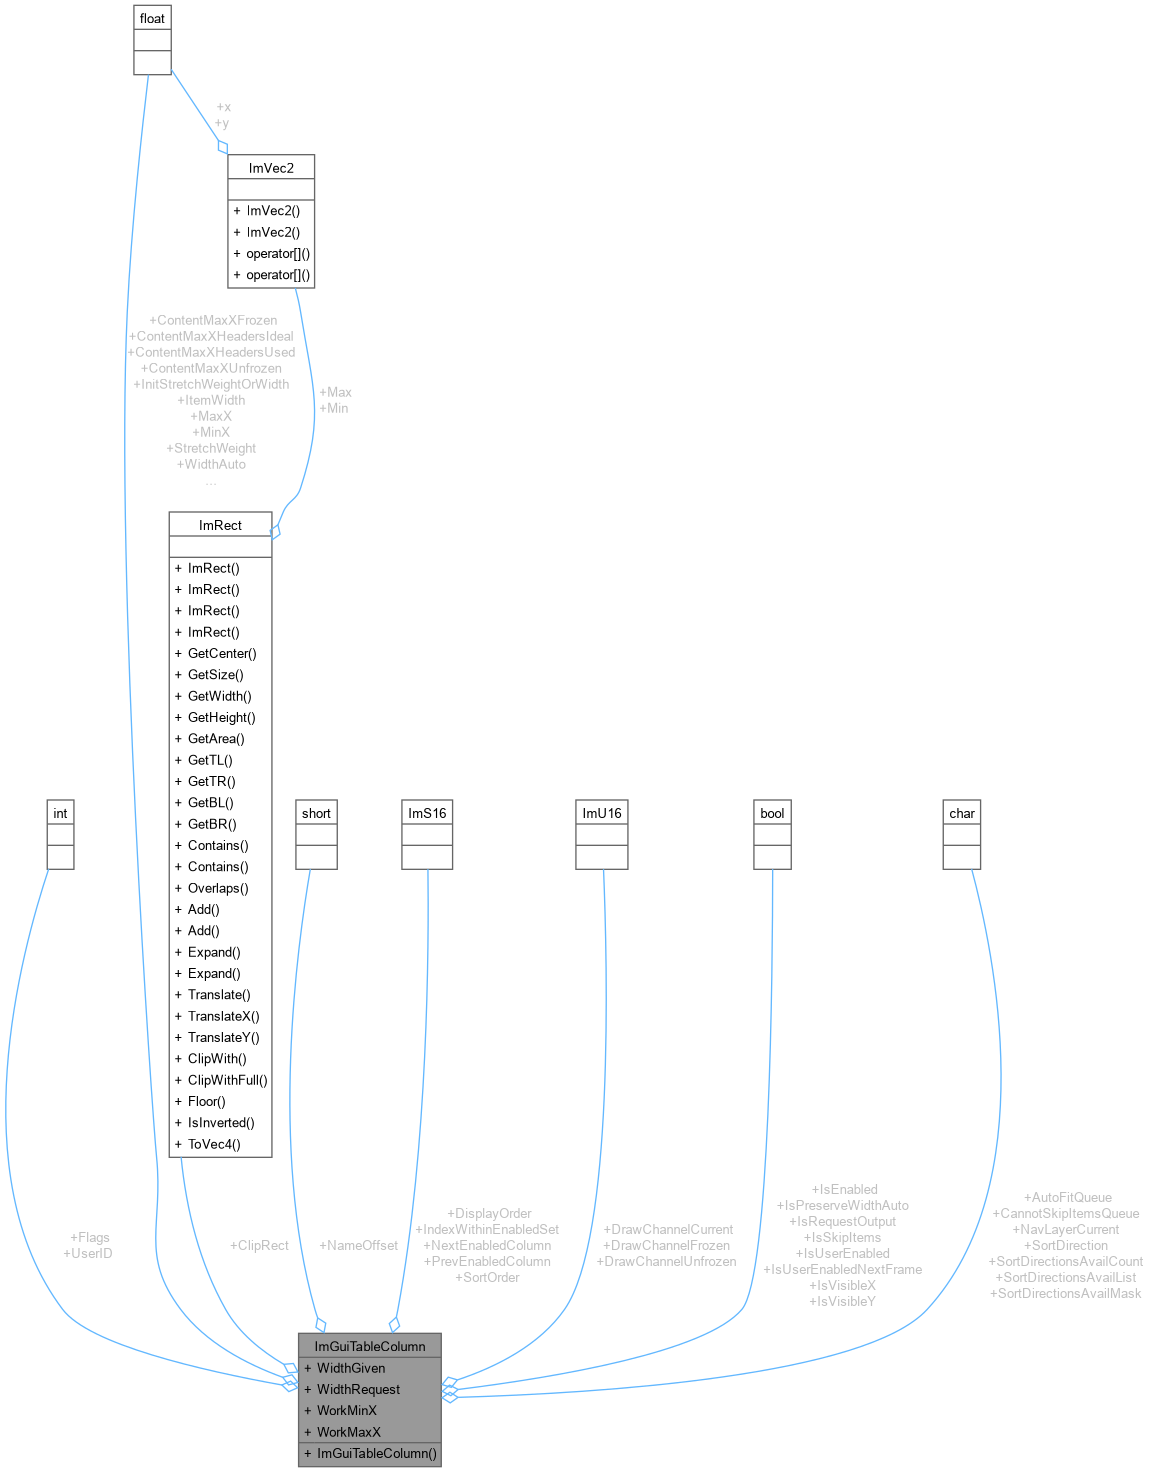 float
+x
+y
ImVec2
+ ImVec2()
+ ImVec2()
+ operator[]()
+ operator[]()
+ContentMaxXFrozen
+ContentMaxXHeadersIdeal
+ContentMaxXHeadersUsed
+ContentMaxXUnfrozen
+InitStretchWeightOrWidth
+ItemWidth
+MaxX
+MinX
+StretchWeight
+WidthAuto
...
+Max
+Min
ImRect
+ ImRect()
+ ImRect()
+ ImRect()
+ ImRect()
+ GetCenter()
+ GetSize()
+ GetWidth()
+ GetHeight()
+ GetArea()
+ GetTL()
+ GetTR()
+ GetBL()
+ GetBR()
+ Contains()
+ Contains()
+ Overlaps()
+ Add()
+ Add()
+ Expand()
+ Expand()
+ Translate()
+ TranslateX()
+ TranslateY()
+ ClipWith()
+ ClipWithFull()
+ Floor()
+ IsInverted()
+ ToVec4()
int
short
ImS16
ImU16
bool
char
+Flags
+UserID
+ClipRect
+NameOffset
+DisplayOrder
+IndexWithinEnabledSet
+NextEnabledColumn
+PrevEnabledColumn
+SortOrder
+DrawChannelCurrent
+DrawChannelFrozen
+DrawChannelUnfrozen
+IsEnabled
+IsPreserveWidthAuto
+IsRequestOutput
+IsSkipItems
+IsUserEnabled
+IsUserEnabledNextFrame
+IsVisibleX
+IsVisibleY
+AutoFitQueue
+CannotSkipItemsQueue
+NavLayerCurrent
+SortDirection
+SortDirectionsAvailCount
+SortDirectionsAvailList
+SortDirectionsAvailMask
ImGuiTableColumn
+ WidthGiven
+ WidthRequest
+ WorkMinX
+ WorkMaxX
+ ImGuiTableColumn()